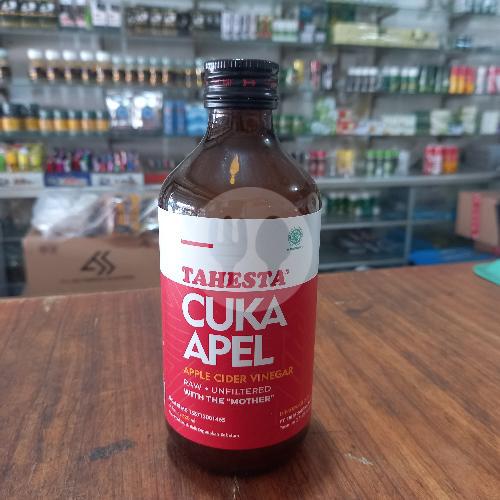 TAHESTA
CUKA
APEL
APPLE CIDER VINEGAR
RAW • UNFILTERED
WITH THE "MOTHER"